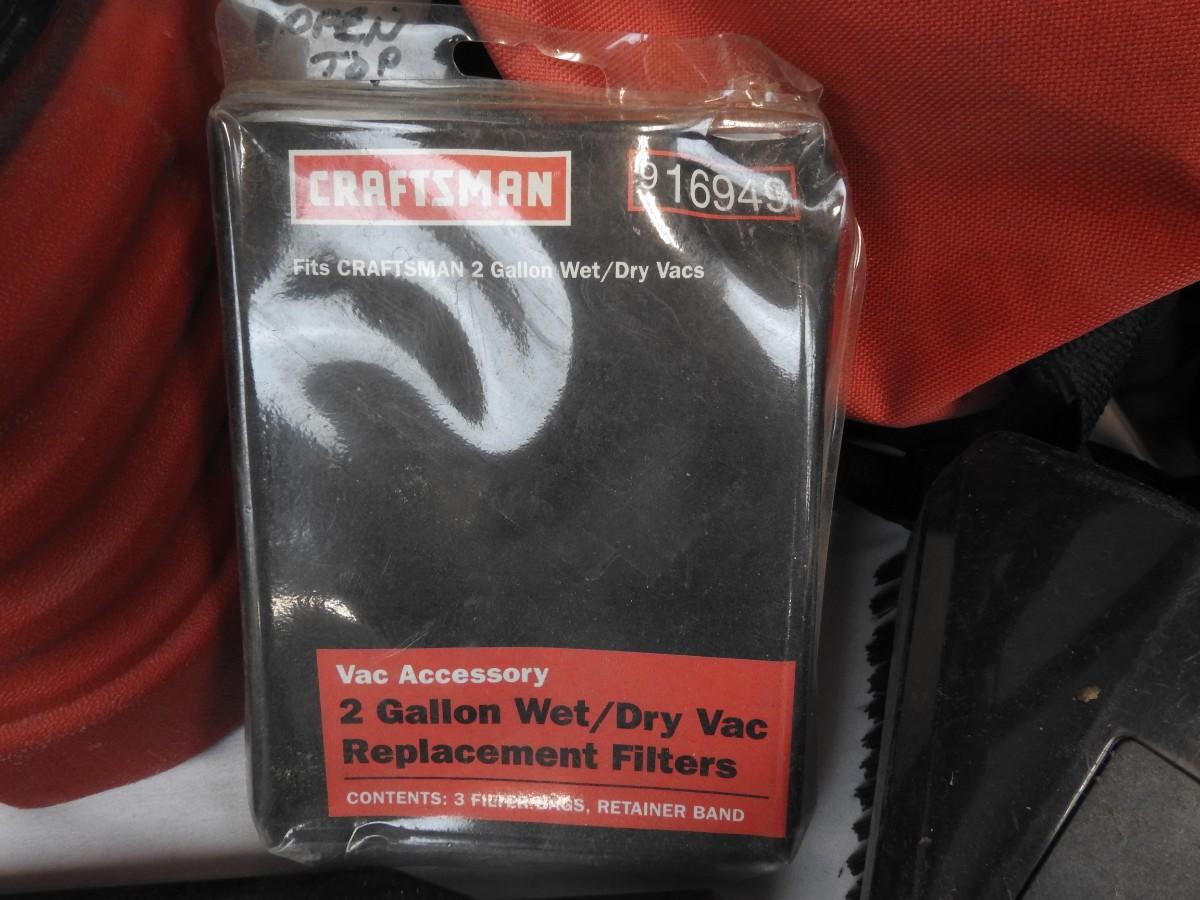 OPEN
TOP
CRAFTSMAN
916949
Fits CRAFTSMAN 2 Gallon Wet/Dry Vacs
Vac Accessory
2 Gallon Wet/Dry Vac
Replacement Filters
CONTENTS: 3 FILTER BAGS, RETAINER BAND